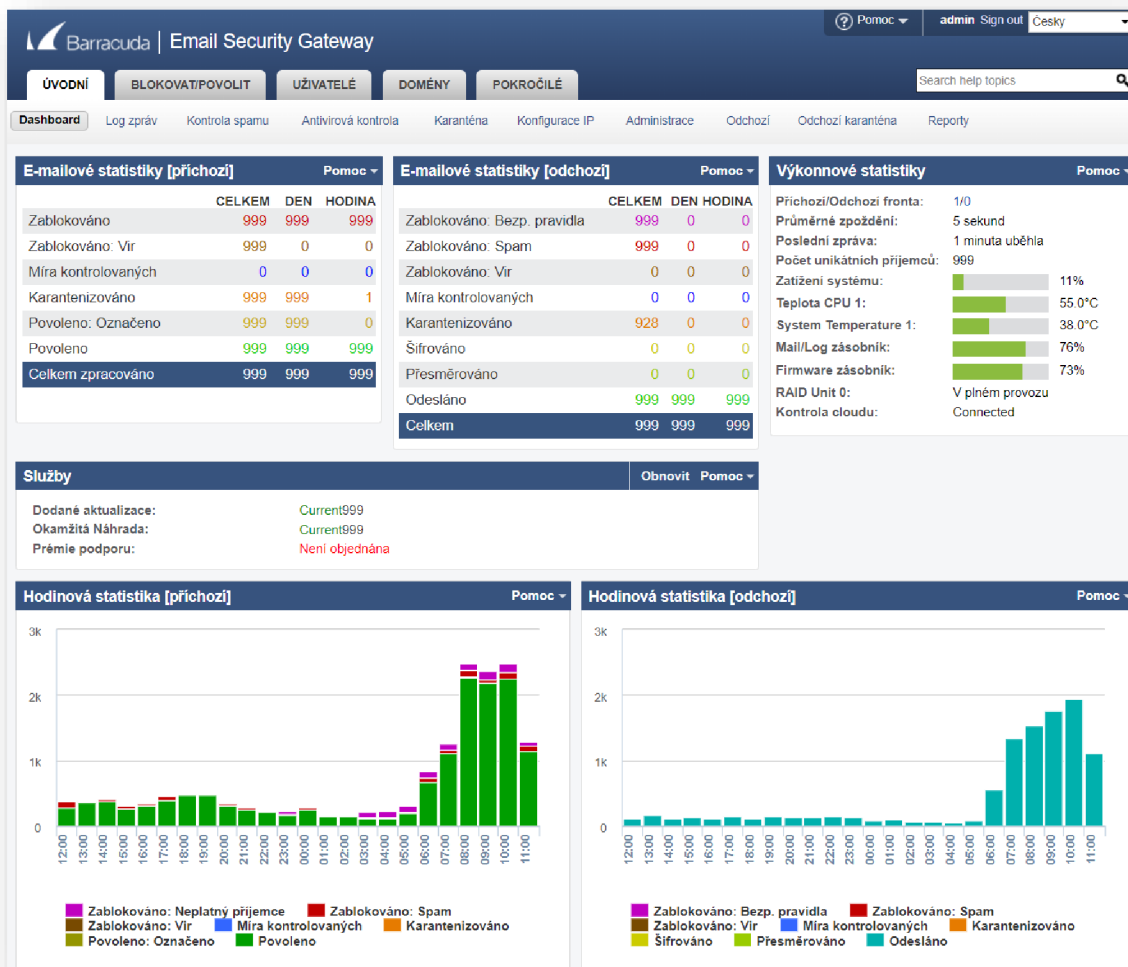 Pomoc
admin Sign out Česky
Barracuda | Email Security Gateway
ÚVODNÍ BLOKOVAT/POVOLIT UŽIVATELÉ DOMÉNY POKROČILÉ
Search help topics
Dashboard Log zpráv Kontrola spamu Antivirová kontrola Karanténa Konfigurace IP Administrace Odchozí Odchozí karanténa Reporty
E-mailové statistiky [příchozí] Pomoc
CELKEM DEN HODINA
Zablokováno 999 999 999
Zablokováno: Vir 999 0 0
Míra kontrolovaných 0 0 0
Karantenizováno 999 999 1
Povoleno: Označeno 999 999 0
Povoleno 999 999 999
Celkem zpracováno 999 999 999
E-mailové statistiky [odchozí] Pomoc
CELKEM DEN HODINA
Zablokováno: Bezp. pravidla 999 0 0
Zablokováno: Spam 999 0 0
Zablokováno: Vir 0 0 0
Míra kontrolovaných 0 0 0
Karantenizováno 928 0 0
Šifrováno 0 0 0
Přesměrováno 0 0 0
Odesláno 999 999 999
Celkem 999 999 999
Výkonnové statistiky Pomoc
Příchozí/Odchozí fronta: 1/0
Průměrné zpoždění: 5 sekund
Poslední zpráva: 1 minuta uběhla
Počet unikátních příjemců: 999
Zatížení systému: 11%
Teplota CPU 1: 55.0°C
System Temperature 1: 38.0°C
Mail/Log zásobník: 76%
Firmware zásobník: 73%
RAID Unit 0: V plném provozu
Kontrola cloudu: Connected
Služby Obnovit Pomoc
Dodané aktualizace: Current999
Okamžitá Náhrada: Current999
Prémie podporu: Není objednána
Hodinová statistika [příchozí] Pomoc
3k
2k
1k
0
12:00 13:00 14:00 15:00 16:00 17:00 18:00 19:00 20:00 21:00 22:00 23:00 00:00 01:00 02:00 03:00 04:00 05:00 06:00 07:00 08:00 09:00 10:00 11:00
Zablokováno: Neplatný příjemce Zablokováno: Spam
Zablokováno: Vir Míra kontrolovaných Karantenizováno
Povoleno: Označeno Povoleno
Hodinová statistika [odchozí] Pomoc
3k
2k
1k
0
12:00 13:00 14:00 15:00 16:00 17:00 18:00 19:00 20:00 21:00 22:00 23:00 00:00 01:00 02:00 03:00 04:00 05:00 06:00 07:00 08:00 09:00 10:00 11:00
Zablokováno: Bezp. pravidla Zablokováno: Spam
Zablokováno: Vir Míra kontrolovaných Karantenizováno
Šifrováno Přesměrováno Odesláno